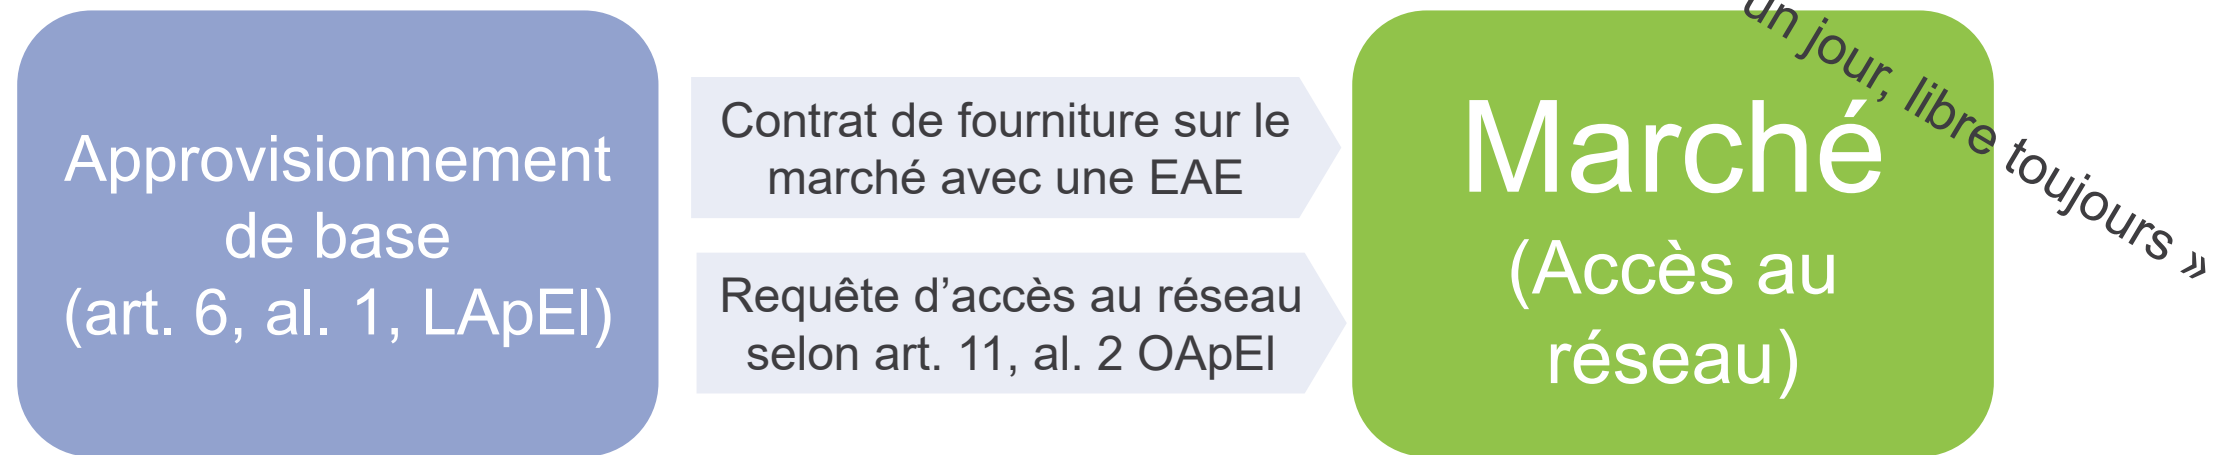 Approvisionnement
de base
(art. 6, al. 1, LApEl)
Contrat de fourniture sur le
marché avec une EAE
Requête d’accès au réseau
selon art. 11, al. 2 OApEl
Marché
(Accès au
réseau)
un jour, libre toujours »